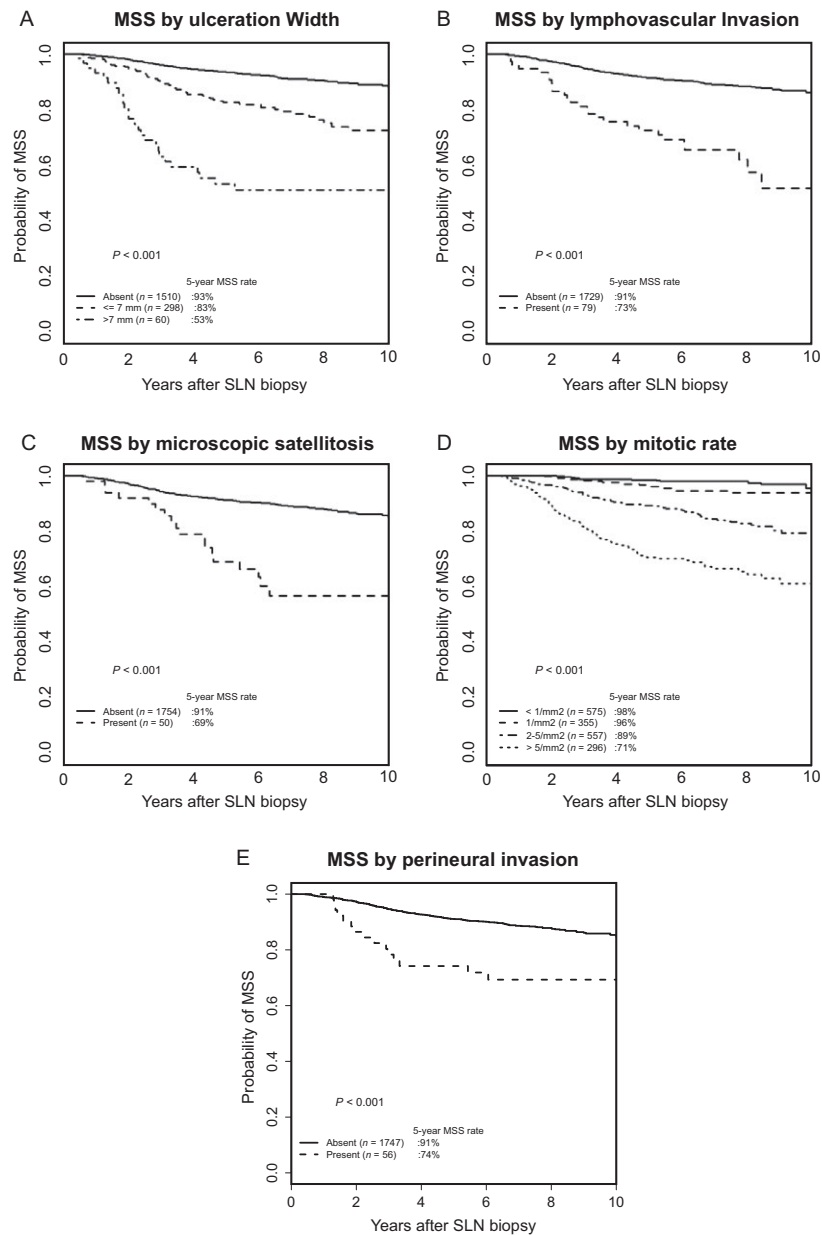 A MSS by ulceration Width
Probability of MSS
1.0
0.8
0.6
0.4
0.2
0.0
P < 0.001
5-year MSS rate
Absent (n = 1510) :93%
<= 7 mm (n = 298) :83%
>7 mm (n = 60) :53%
0 2 4 6 8 10
Years after SLN biopsy
B MSS by lymphovascular Invasion
Probability of MSS
1.0
0.8
0.6
0.4
0.2
0.0
P < 0.001
5-year MSS rate
Absent (n = 1729) :91%
Present (n = 79) :73%
0 2 4 6 8 10
Years after SLN biopsy
C MSS by microscopic satellitosis
Probability of MSS
1.0
0.8
0.6
0.4
0.2
0.0
P < 0.001
5-year MSS rate
Absent (n = 1754) :91%
Present (n = 50) :69%
0 2 4 6 8 10
Years after SLN biopsy
D MSS by mitotic rate
Probability of MSS
1.0
0.8
0.6
0.4
0.2
0.0
P < 0.001
5-year MSS rate
< 1/mm2 (n = 575) :98%
1/mm2 (n = 355) :96%
2-5/mm2 (n = 557) :89%
> 5/mm2 (n = 296) :71%
0 2 4 6 8 10
Years after SLN biopsy
E MSS by perineural invasion
Probability of MSS
1.0
0.8
0.6
0.4
0.2
0.0
P < 0.001
5-year MSS rate
Absent (n = 1747) :91%
Present (n = 56) :74%
0 2 4 6 8 10
Years after SLN biopsy